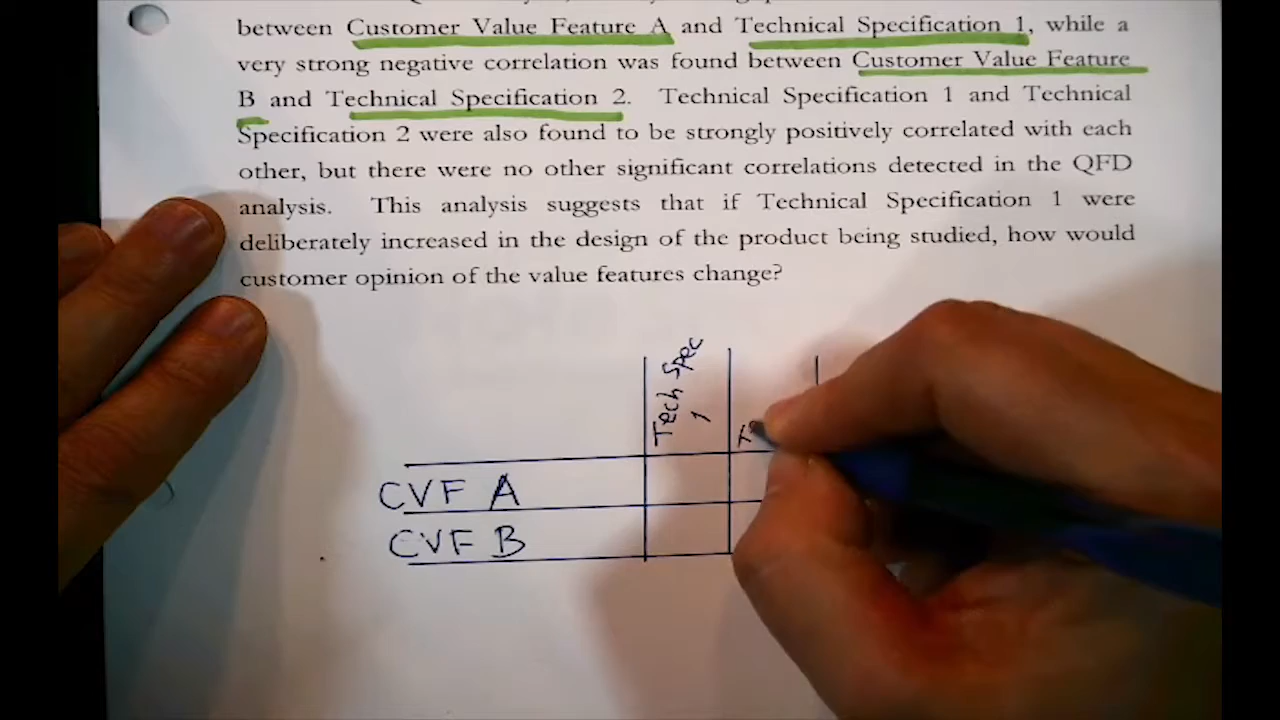 between Customer Value Feature A and Technical Specification 1, while a
very strong negative correlation was found between Customer Value Feature
B and Technical Specification 2. Technical Specification 1 and Technical
Specification 2 were also found to be strongly positively correlated with each
other, but there were no other significant correlations detected in the QFD
analysis. This analysis suggests that if Technical Specification 1 were
deliberately increased in the design of the product being studied, how would
customer opinion of the value features change?
Tech Spec
1
T
CVF A
CVF B